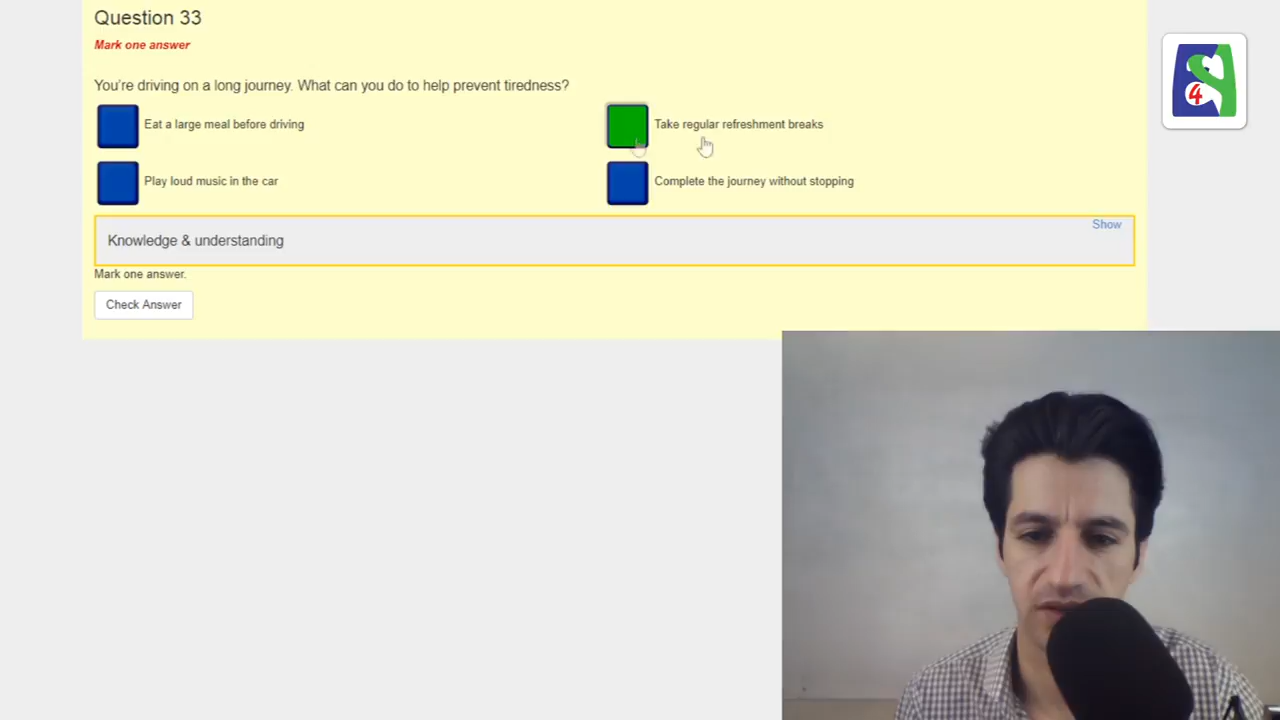 Question 33
Mark one answer
You're driving on a long journey. What can you do to help prevent tiredness?
Eat a large meal before driving
Take regular refreshment breaks
Play loud music in the car
Complete the journey without stopping
Show
Knowledge & understanding
Mark one answer.
Check Answer
4